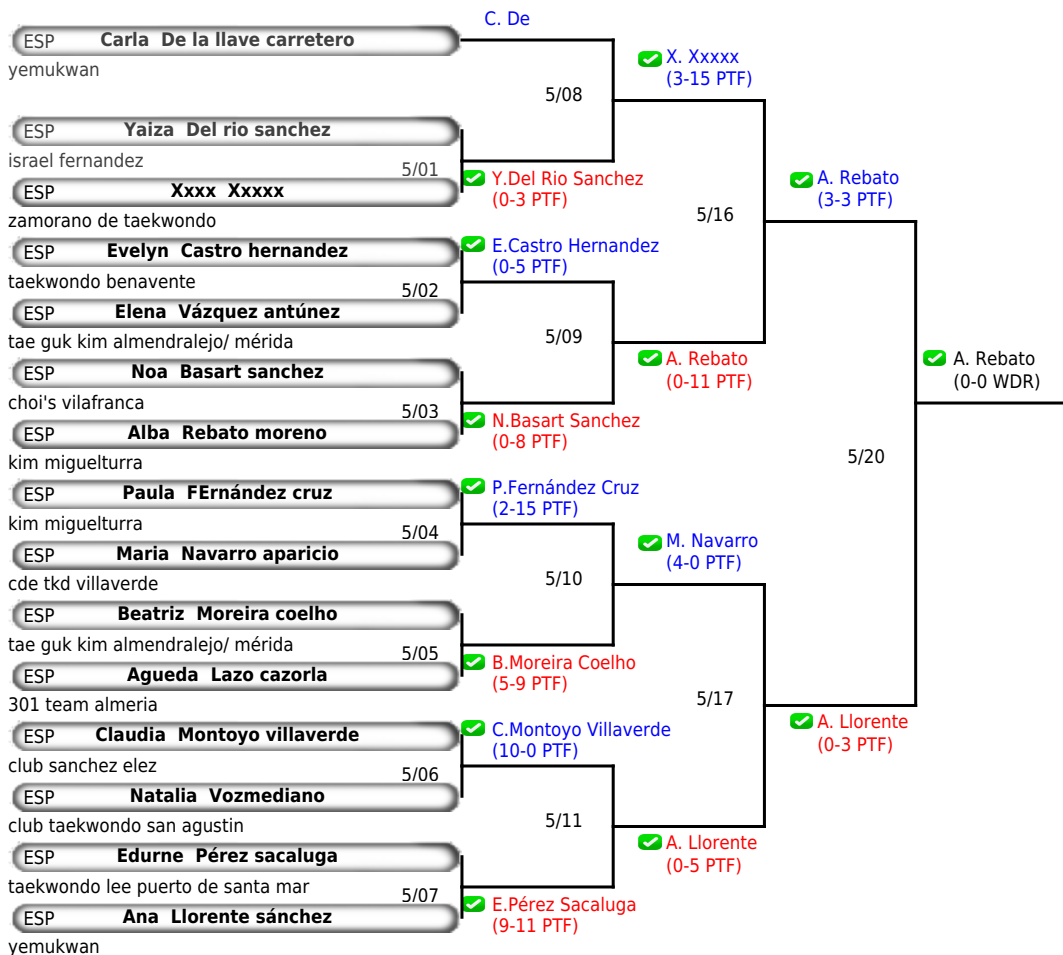 C. De
ESP Carla De la llave carretero
yemukwan
X. Xxxxx
(3-15 PTF)
5/08
ESP Yaiza Del rio sanchez
israel fernandez
5/01
ESP Xxxx Xxxxx
zamorano de taekwondo
Y.Del Rio Sanchez
(0-3 PTF)
A. Rebato
(3-3 PTF)
5/16
ESP Evelyn Castro hernandez
taekwondo benavente
E.Castro Hernandez
(0-5 PTF)
5/02
ESP Elena Vázquez antúnez
tae guk kim almendralejo/ mérida
5/09
ESP Noa Basart sanchez
choi's vilafranca
A. Rebato
(0-11 PTF)
A. Rebato
(0-0 WDR)
5/03
ESP Alba Rebato moreno
kim miguelturra
N.Basart Sanchez
(0-8 PTF)
5/20
ESP Paula FErnández cruz
kim miguelturra
P.Fernández Cruz
(2-15 PTF)
5/04
ESP Maria Navarro aparicio
cde tkd villaverde
M. Navarro
(4-0 PTF)
5/10
ESP Beatriz Moreira coelho
tae guk kim almendralejo/ mérida
5/05
ESP Agueda Lazo cazorla
301 team almeria
B.Moreira Coelho
(5-9 PTF)
5/17
ESP Claudia Montoyo villaverde
club sanchez elez
C.Montoyo Villaverde
(10-0 PTF)
A. Llorente
(0-3 PTF)
5/06
ESP Natalia Vozmediano
club taekwondo san agustin
5/11
ESP Edurne Pérez sacaluga
taekwondo lee puerto de santa mar
A. Llorente
(0-5 PTF)
5/07
ESP Ana Llorente sánchez
yemukwan
E.Pérez Sacaluga
(9-11 PTF)